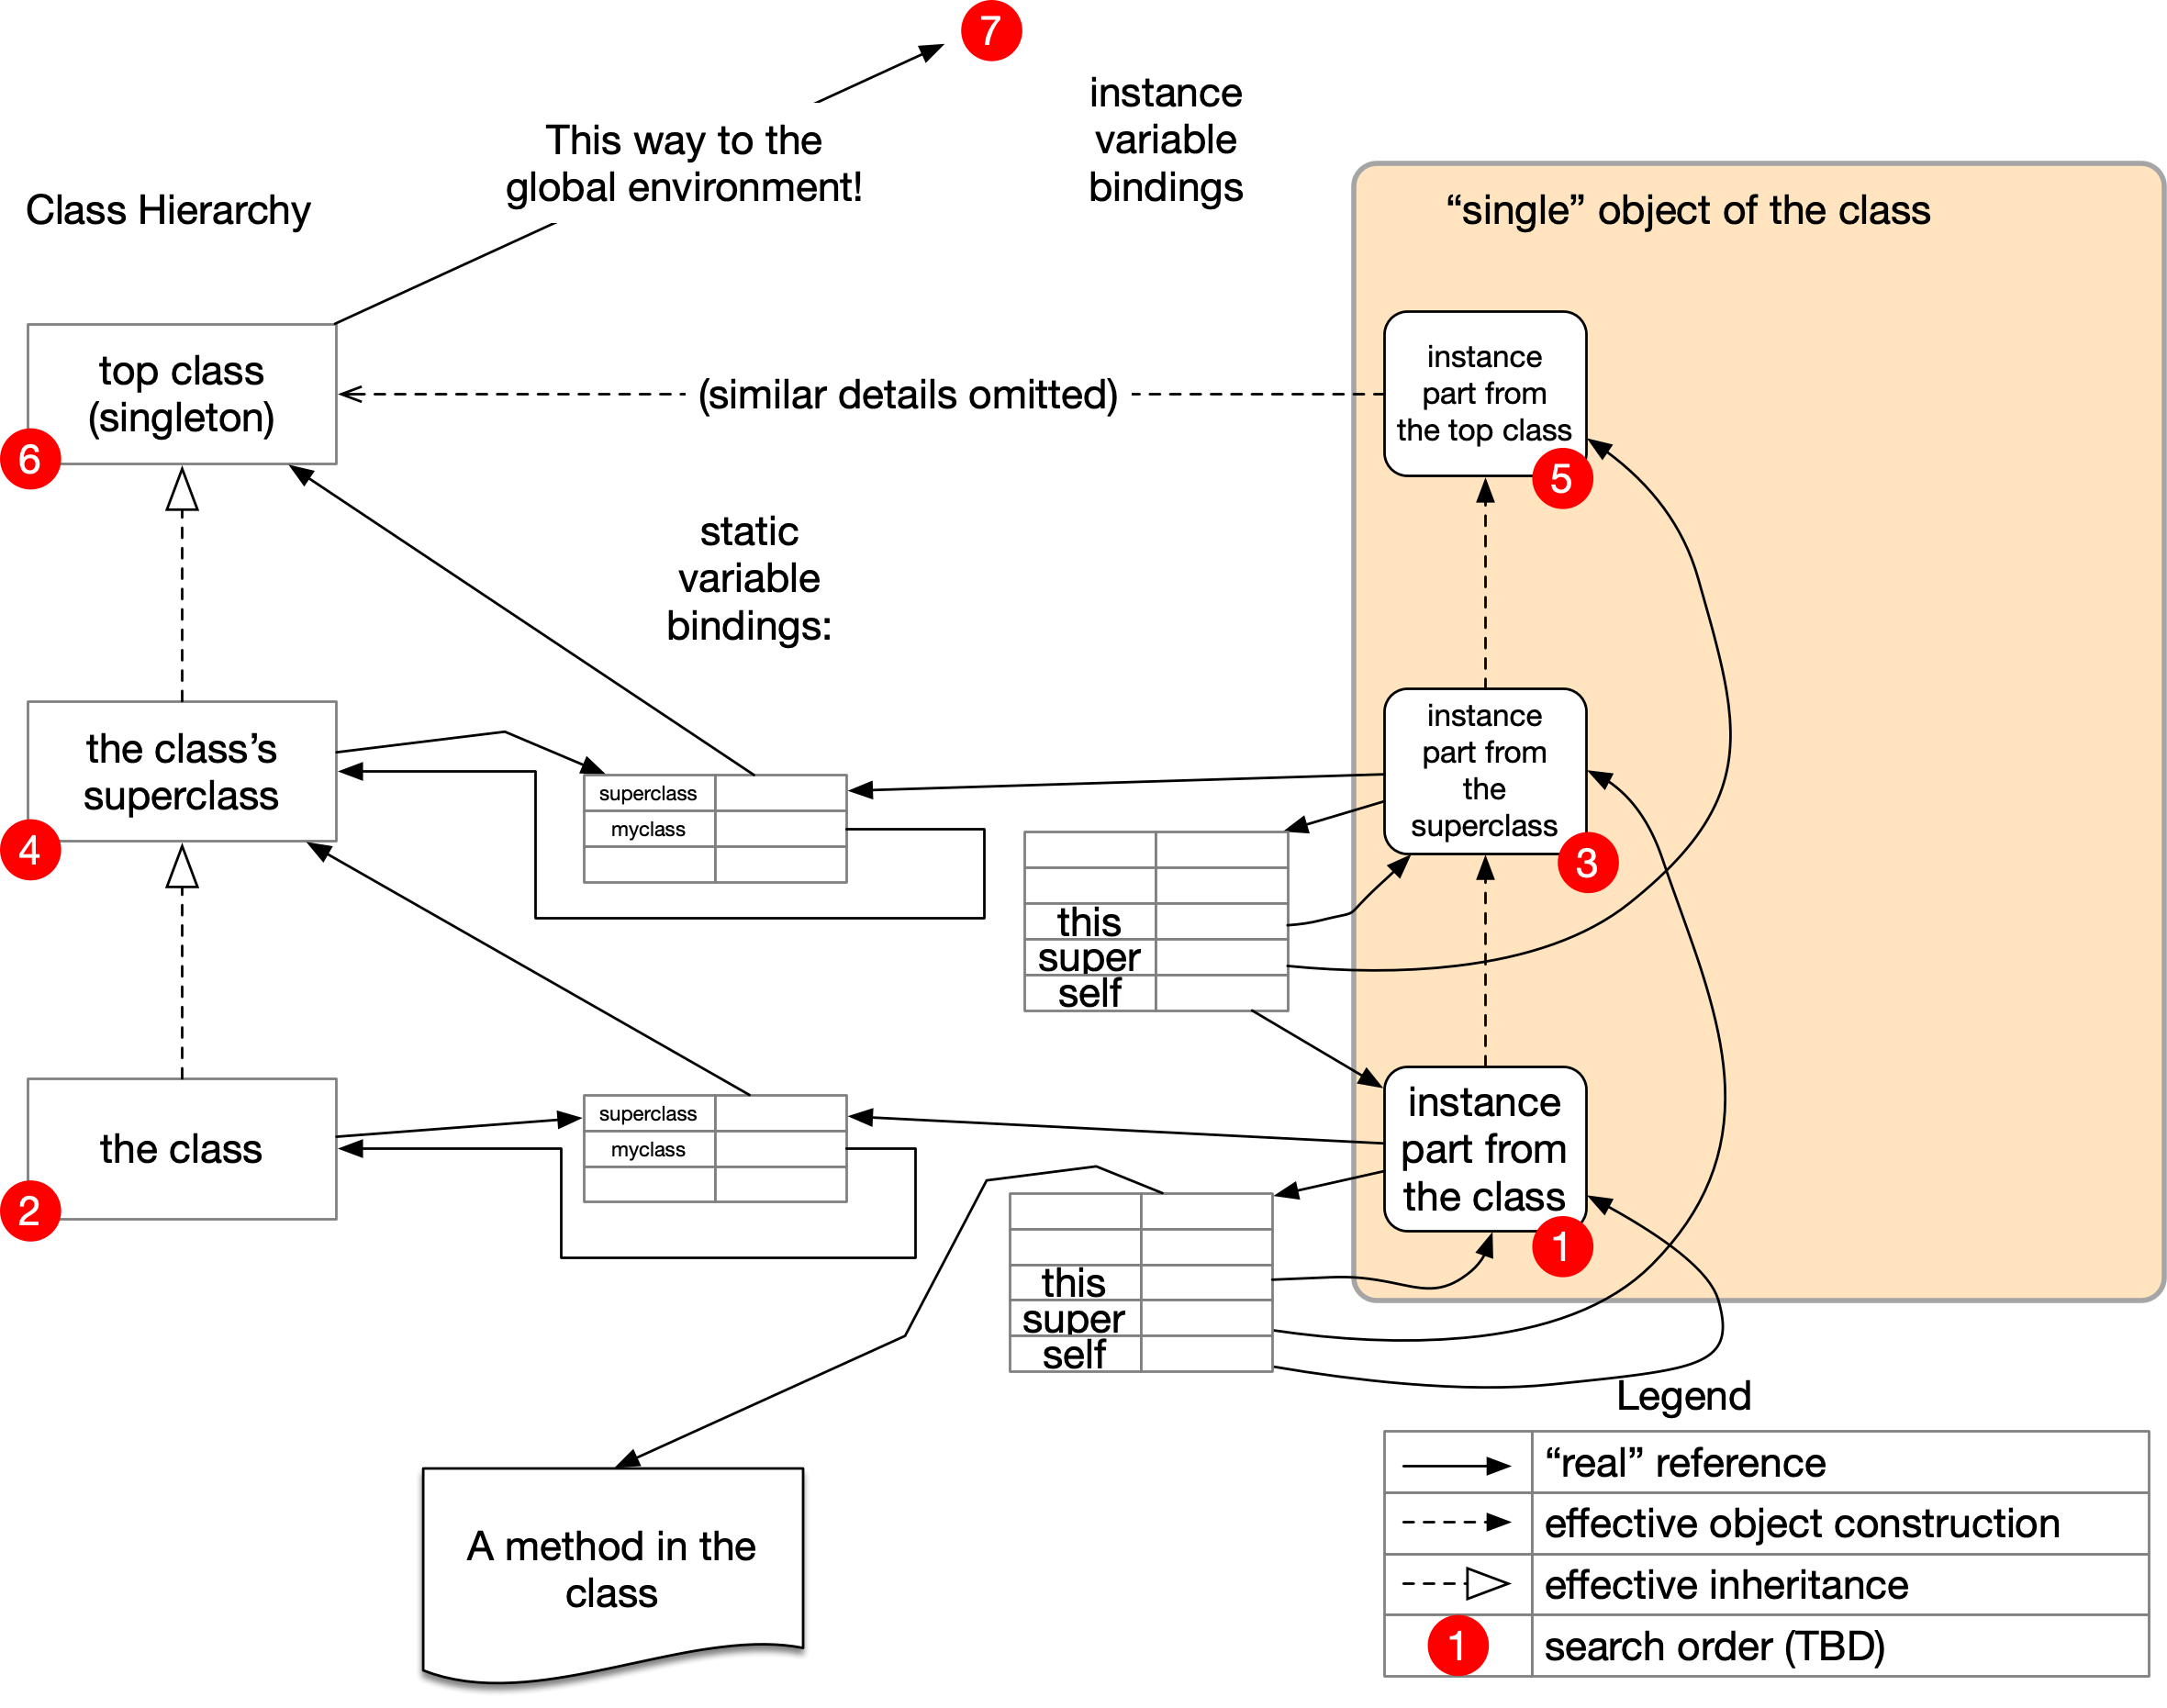 7
instance
variable
bindings
This way to the
global environment!
Class Hierarchy
“single” object of the class
top class
(singleton)
6
(similar details omitted)
instance
part from
the top class
5
static
variable
bindings:
the class’s
superclass
4
superclass
myclass
instance
part from
the
superclass
3
this
super
self
the class
2
superclass
myclass
instance
part from
the class
1
this
super
self
A method in the
class
Legend
“real” reference
effective object construction
effective inheritance
1
search order (TBD)